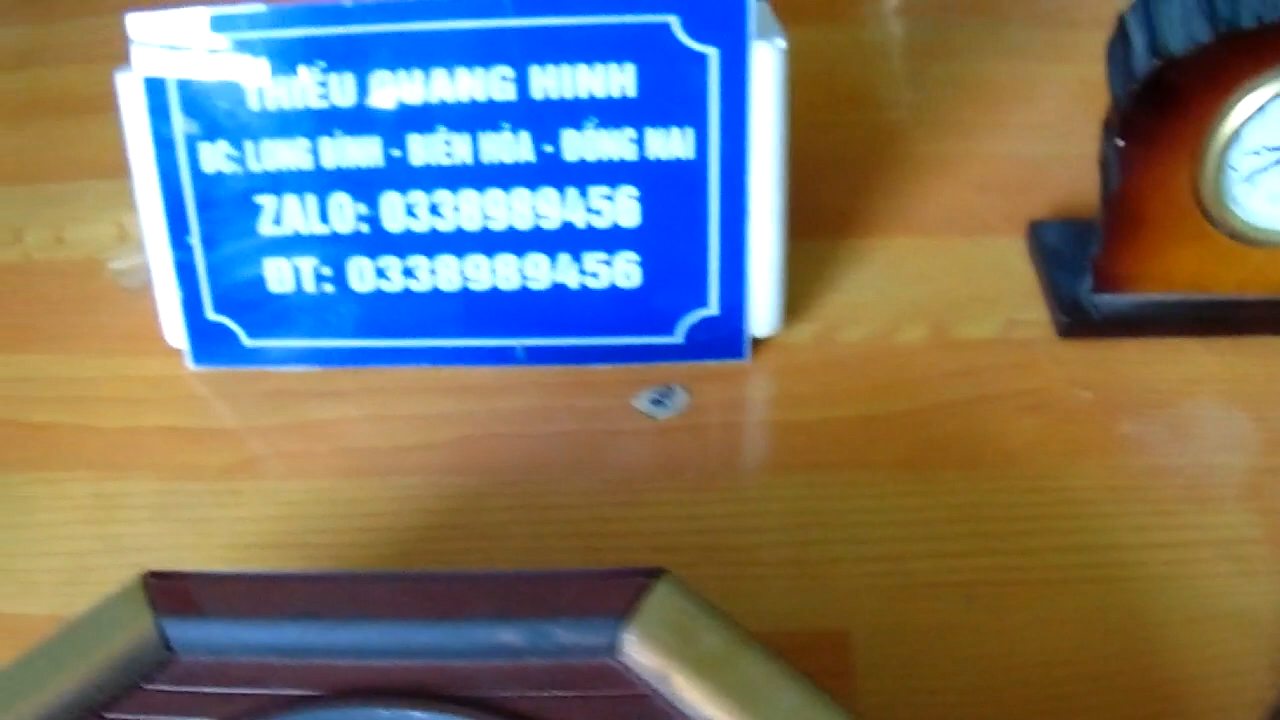 THIỀU QUANG HINH
ĐC: LONG BÌNH - BIÊN HÒA - ĐỒNG NAI
ZALO: 0338989456
ĐT: 0338989456